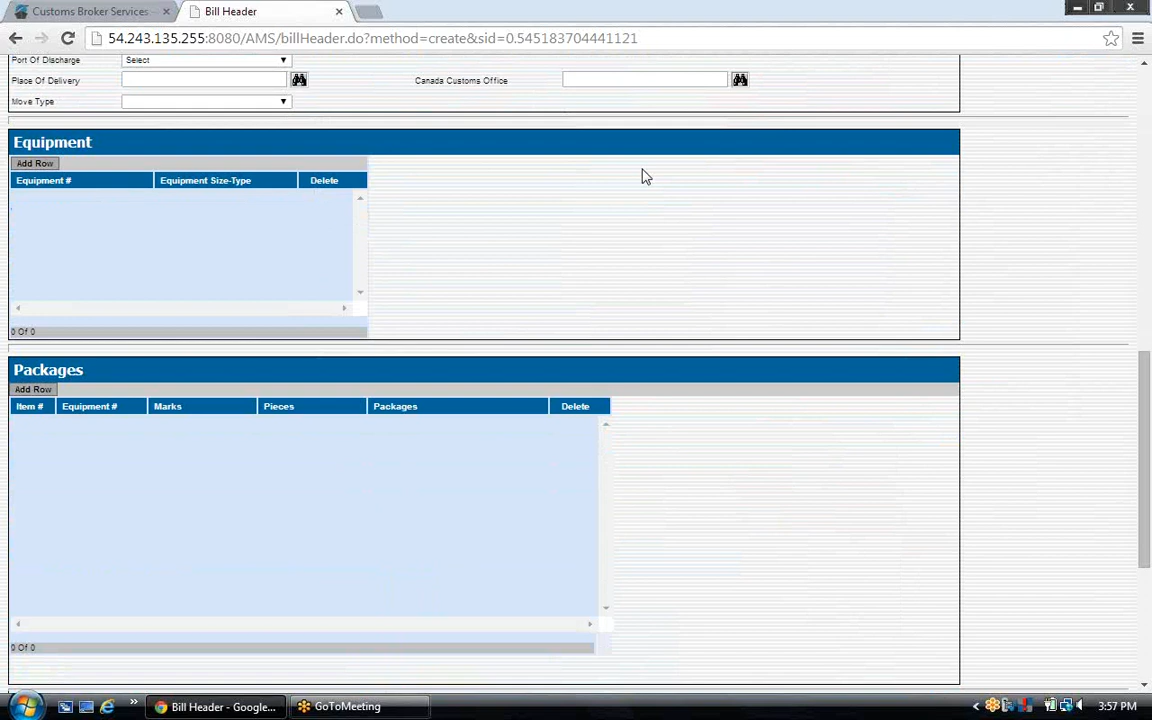 Customs Broker Services
Bill Header
54.243.135.255:8080/AMS/billHeader.do?method=create&sid=0.545183704441121
Port Of Discharge Select
Place Of Delivery Canada Customs Office
Move Type
Equipment
Add Row
Equipment # Equipment Size-Type Delete
0 Of 0
Packages
Add Row
Item # Equipment # Marks Pieces Packages Delete
0 Of 0
Bill Header - Google... GoToMeeting 3:57 PM